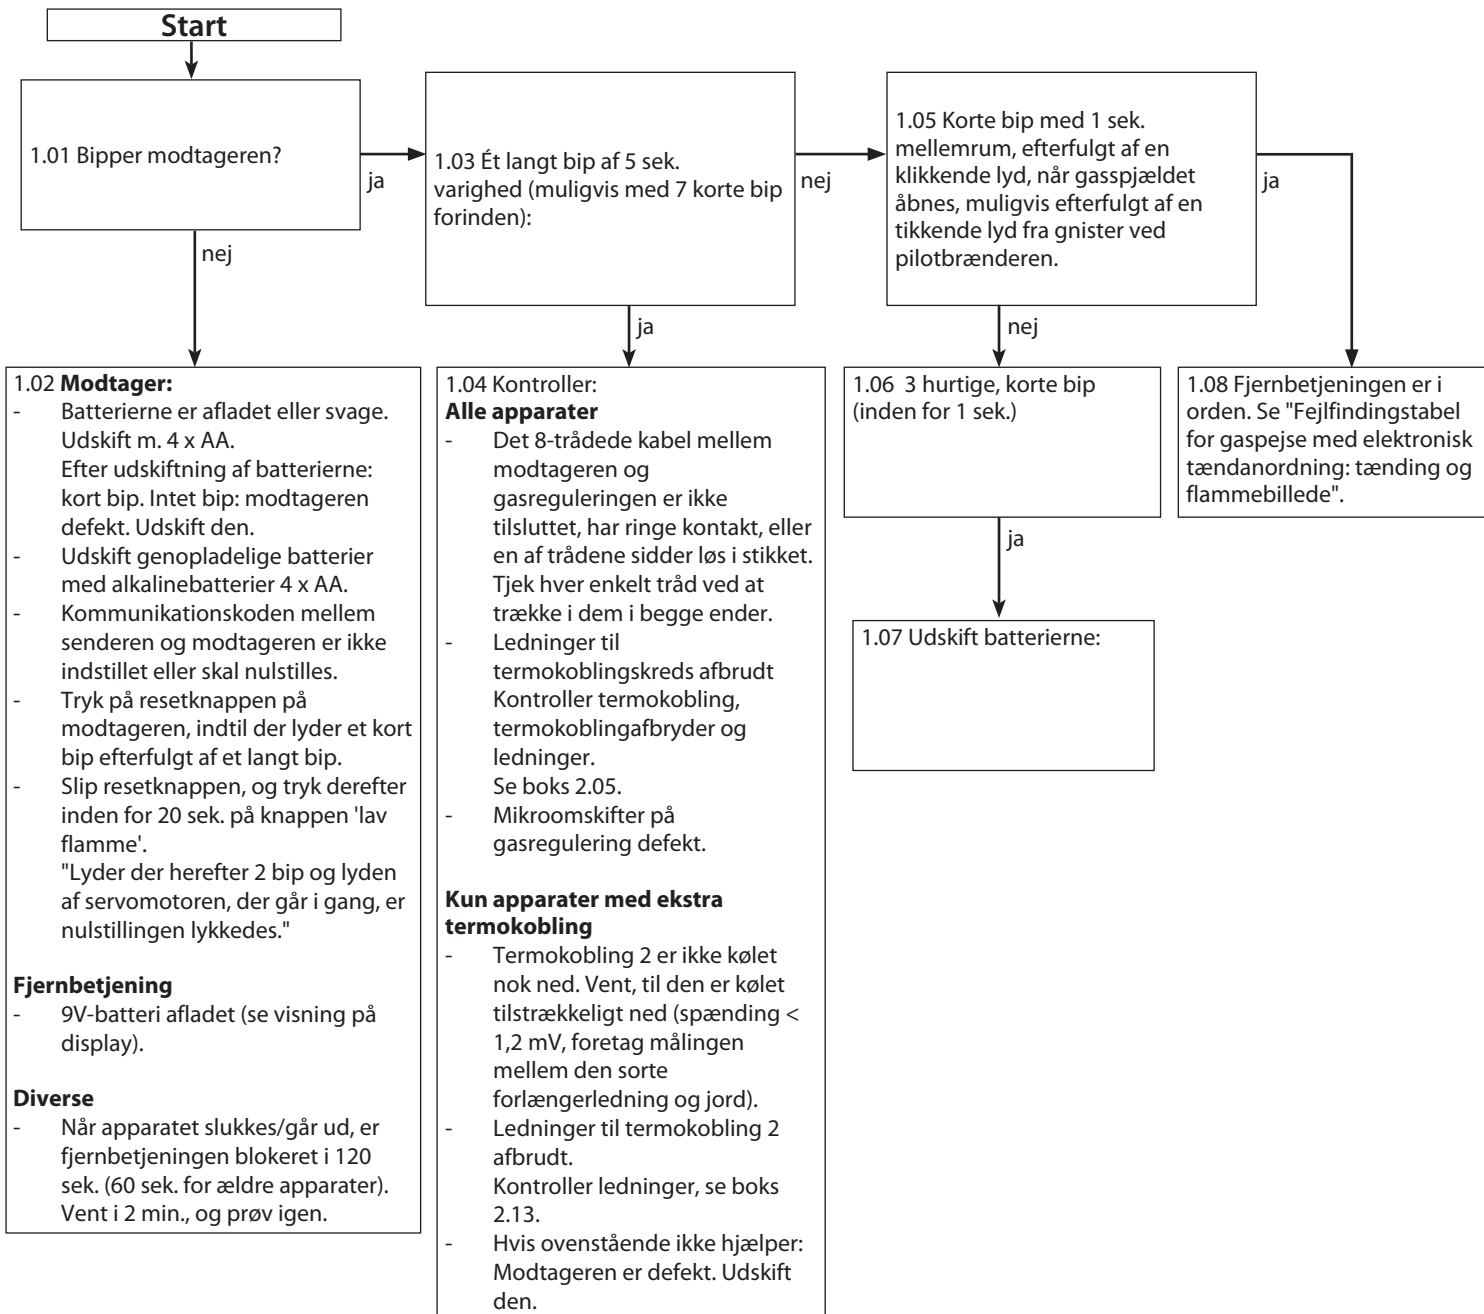 Start
1.01 Bipper modtageren?
ja
nej
1.03 Ét langt bip af 5 sek.
varighed (muligvis med 7 korte bip
forinden):
nej
ja
1.05 Korte bip med 1 sek.
mellemrum, efterfulgt af en
klikkende lyd, når gasspjældet
åbnes, muligvis efterfulgt af en
tikkende lyd fra gnister ved
pilotbrænderen.
ja
nej
1.02 Modtager:
- Batterierne er afladet eller svage.
Udskift m. 4 x AA.
Efter udskiftning af batterierne:
kort bip. Intet bip: modtageren
defekt. Udskift den.
- Udskift genopladelige batterier
med alkalinebatterier 4 x AA.
- Kommunikationskoden mellem
senderen og modtageren er ikke
indstillet eller skal nulstilles.
- Tryk på resetknappen på
modtageren, indtil der lyder et kort
bip efterfulgt af et langt bip.
- Slip resetknappen, og tryk derefter
inden for 20 sek. på knappen 'lav
flamme'.
"Lyder der herefter 2 bip og lyden
af servomotoren, der går i gang, er
nulstillingen lykkedes."
Fjernbetjening
- 9V-batteri afladet (se visning på
display).
Diverse
- Når apparatet slukkes/går ud, er
fjernbetjeningen blokeret i 120
sek. (60 sek. for ældre apparater).
Vent i 2 min., og prøv igen.
1.04 Kontroller:
Alle apparater
- Det 8-trådede kabel mellem
modtageren og
gasreguleringen er ikke
tilsluttet, har ringe kontakt, eller
en af trådene sidder løs i stikket.
Tjek hver enkelt tråd ved at
trække i dem i begge ender.
- Ledninger til
termokoblingskreds afbrudt
Kontroller termokobling,
termokoblingafbryder og
ledninger.
Se boks 2.05.
- Mikroomskifter på
gasregulering defekt.
Kun apparater med ekstra
termokobling
- Termokobling 2 er ikke kølet
nok ned. Vent, til den er kølet
tilstrækkeligt ned (spænding <
1,2 mV, foretag målingen
mellem den sorte
forlængerledning og jord).
- Ledninger til termokobling 2
afbrudt.
Kontroller ledninger, se boks
2.13.
- Hvis ovenstående ikke hjælper:
Modtageren er defekt. Udskift
den.
1.06 3 hurtige, korte bip
(inden for 1 sek.)
ja
1.07 Udskift batterierne:
1.08 Fjernbetjeningen er i
orden. Se "Fejlfindingstabel
for gaspejse med elektronisk
tændanordning: tænding og
flammebillede".